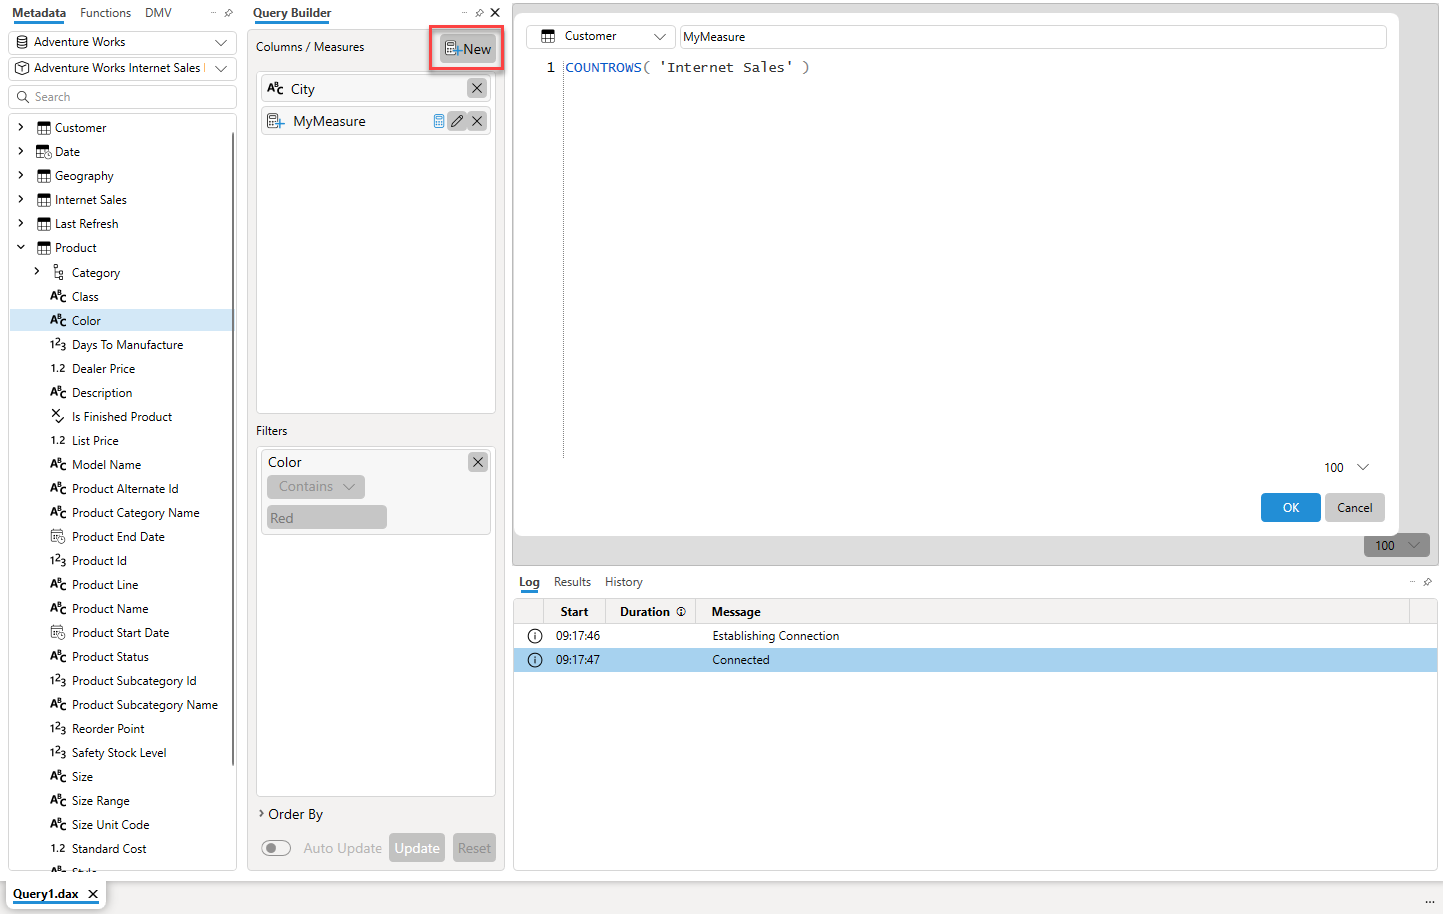 Metadata Functions DMV
Adventure Works
Adventure Works Internet Sales
Search
Customer
Date
Geography
Internet Sales
Last Refresh
Product
Category
Class
Color
Days To Manufacture
Dealer Price
Description
Is Finished Product
List Price
Model Name
Product Alternate Id
Product Category Name
Product End Date
Product Id
Product Line
Product Name
Product Start Date
Product Status
Product Subcategory Id
Product Subcategory Name
Reorder Point
Safety Stock Level
Size
Size Range
Size Unit Code
Standard Cost
Style
Query Builder
Columns / Measures
New
City
MyMeasure
Filters
Color
Contains
Red
Order By
Auto Update Update Reset
Customer MyMeasure
1 COUNTROWS( 'Internet Sales' )
100
OK Cancel
100
Log Results History
Start Duration Message
09:17:46 Establishing Connection
09:17:47 Connected
Query1.dax